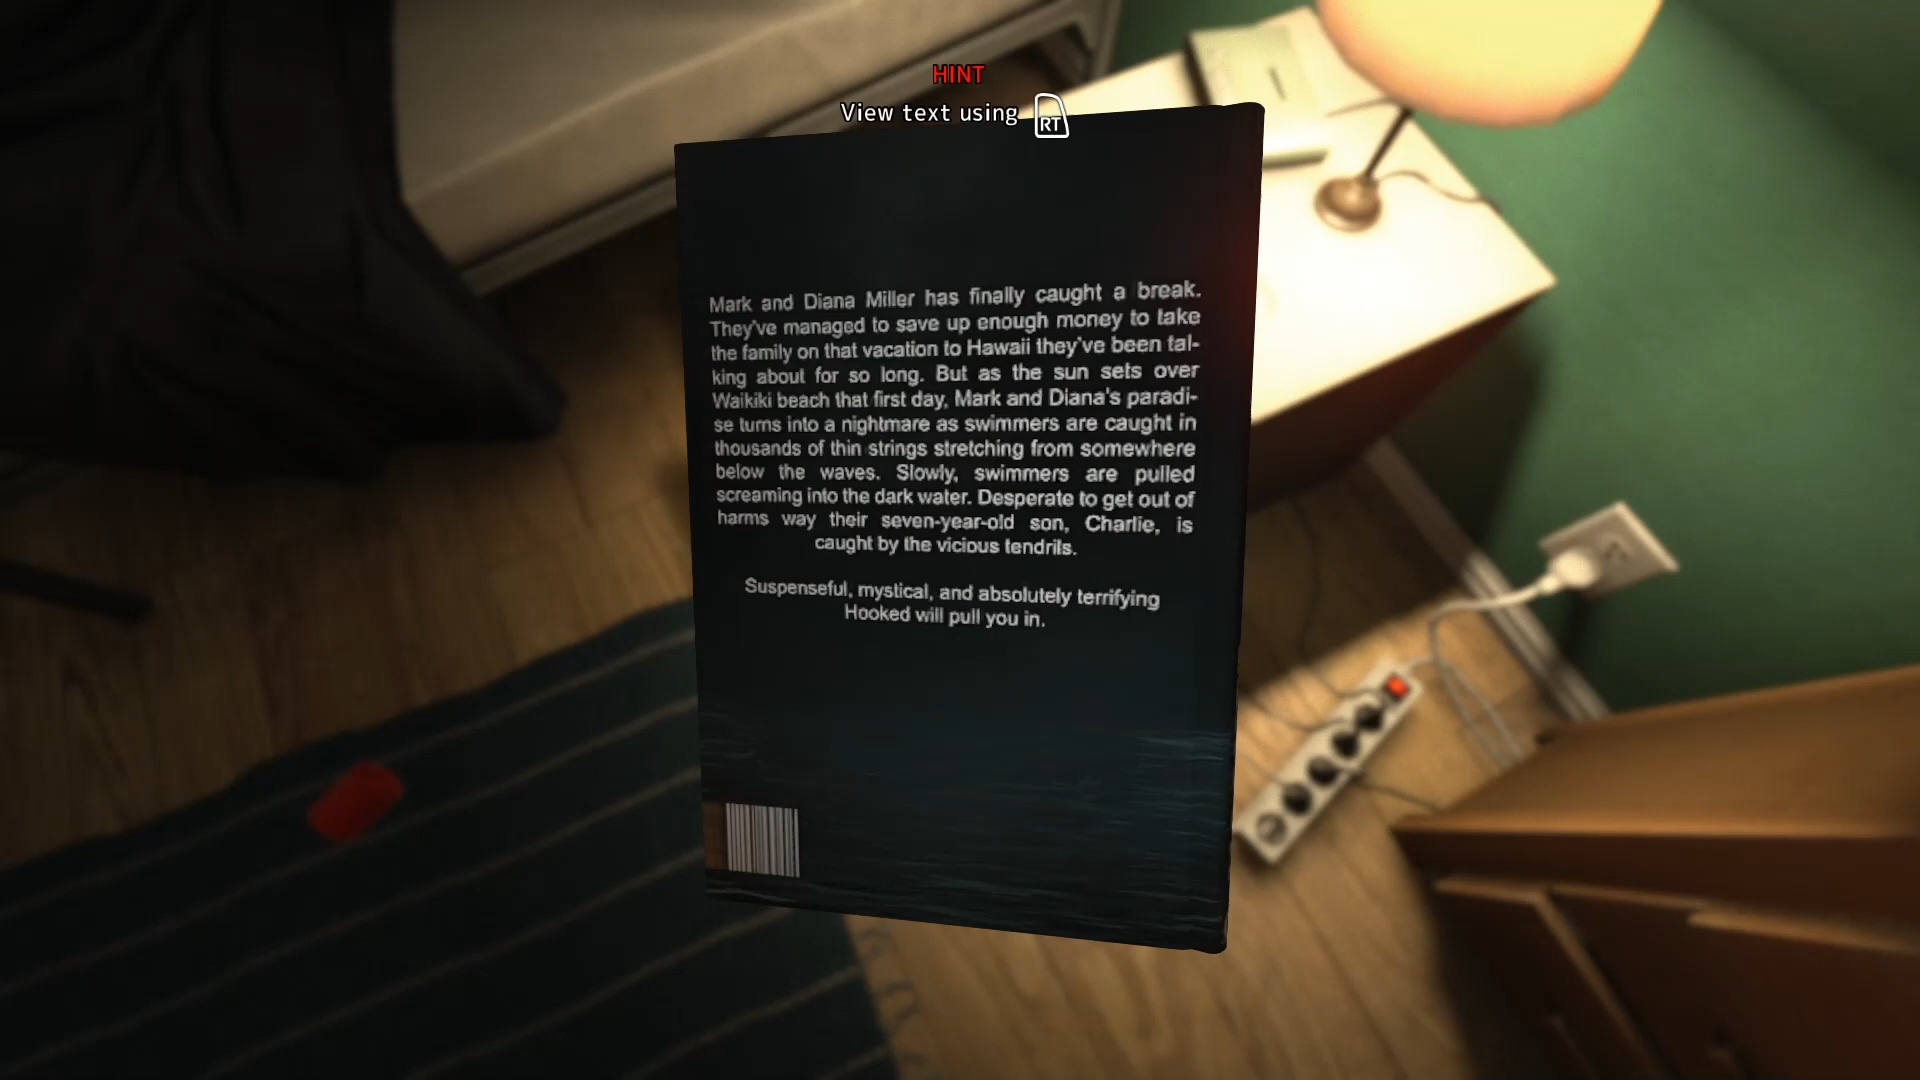 HINT
View text using RT
Mark and Diana Miller has finally caught a break.
They've managed to save up enough money to take
the family on that vacation to Hawaii they've been tal-
king about for so long. But as the sun sets over
Waikiki beach that first day, Mark and Diana's paradi-
se turns into a nightmare as swimmers are caught in
thousands of thin strings stretching from somewhere
below the waves. Slowly, swimmers are pulled
screaming into the dark water. Desperate to get out of
harms way their seven-year-old son, Charlie, is
caught by the vicious tendrils.
Suspenseful, mystical, and absolutely terrifying
Hooked will pull you in.